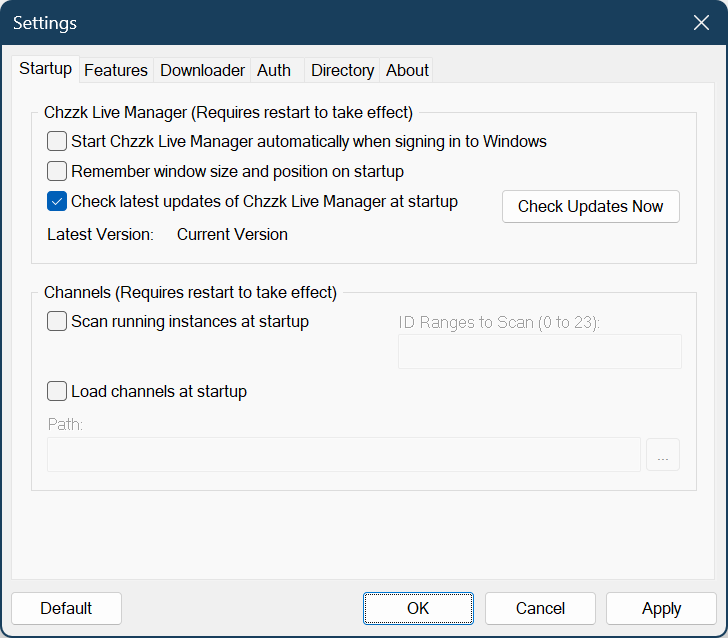 Settings
Startup Features Downloader Auth Directory About
Chzzk Live Manager (Requires restart to take effect)
Start Chzzk Live Manager automatically when signing in to Windows
Remember window size and position on startup
Check latest updates of Chzzk Live Manager at startup
Check Updates Now
Latest Version: Current Version
Channels (Requires restart to take effect)
Scan running instances at startup
ID Ranges to Scan (0 to 23):
Load channels at startup
Path:
...
Default OK Cancel Apply